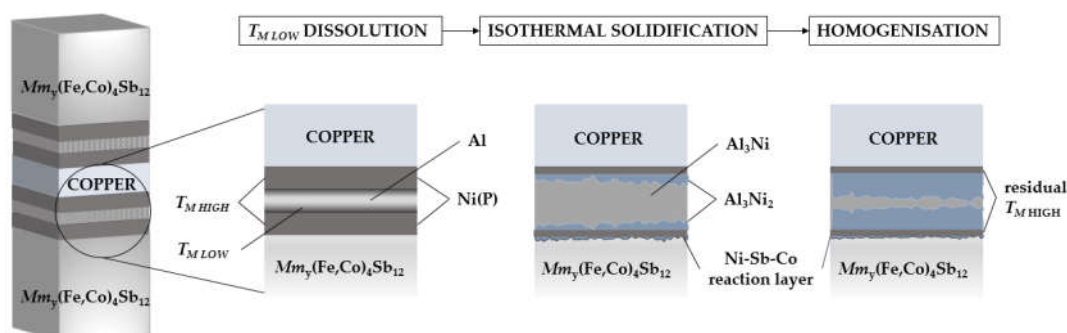 T_M LOW DISSOLUTION
ISOTHERMAL SOLIDIFICATION
HOMOGENISATION
Mm_y(Fe,Co)_4Sb_12
COPPER
Mm_y(Fe,Co)_4Sb_12
COPPER
Al
T_M HIGH
Ni(P)
T_M LOW
Mm_y(Fe,Co)_4Sb_12
COPPER
Al_3Ni
Al_3Ni_2
Ni-Sb-Co
reaction layer
Mm_y(Fe,Co)_4Sb_12
COPPER
residual
T_M HIGH
Mm_y(Fe,Co)_4Sb_12